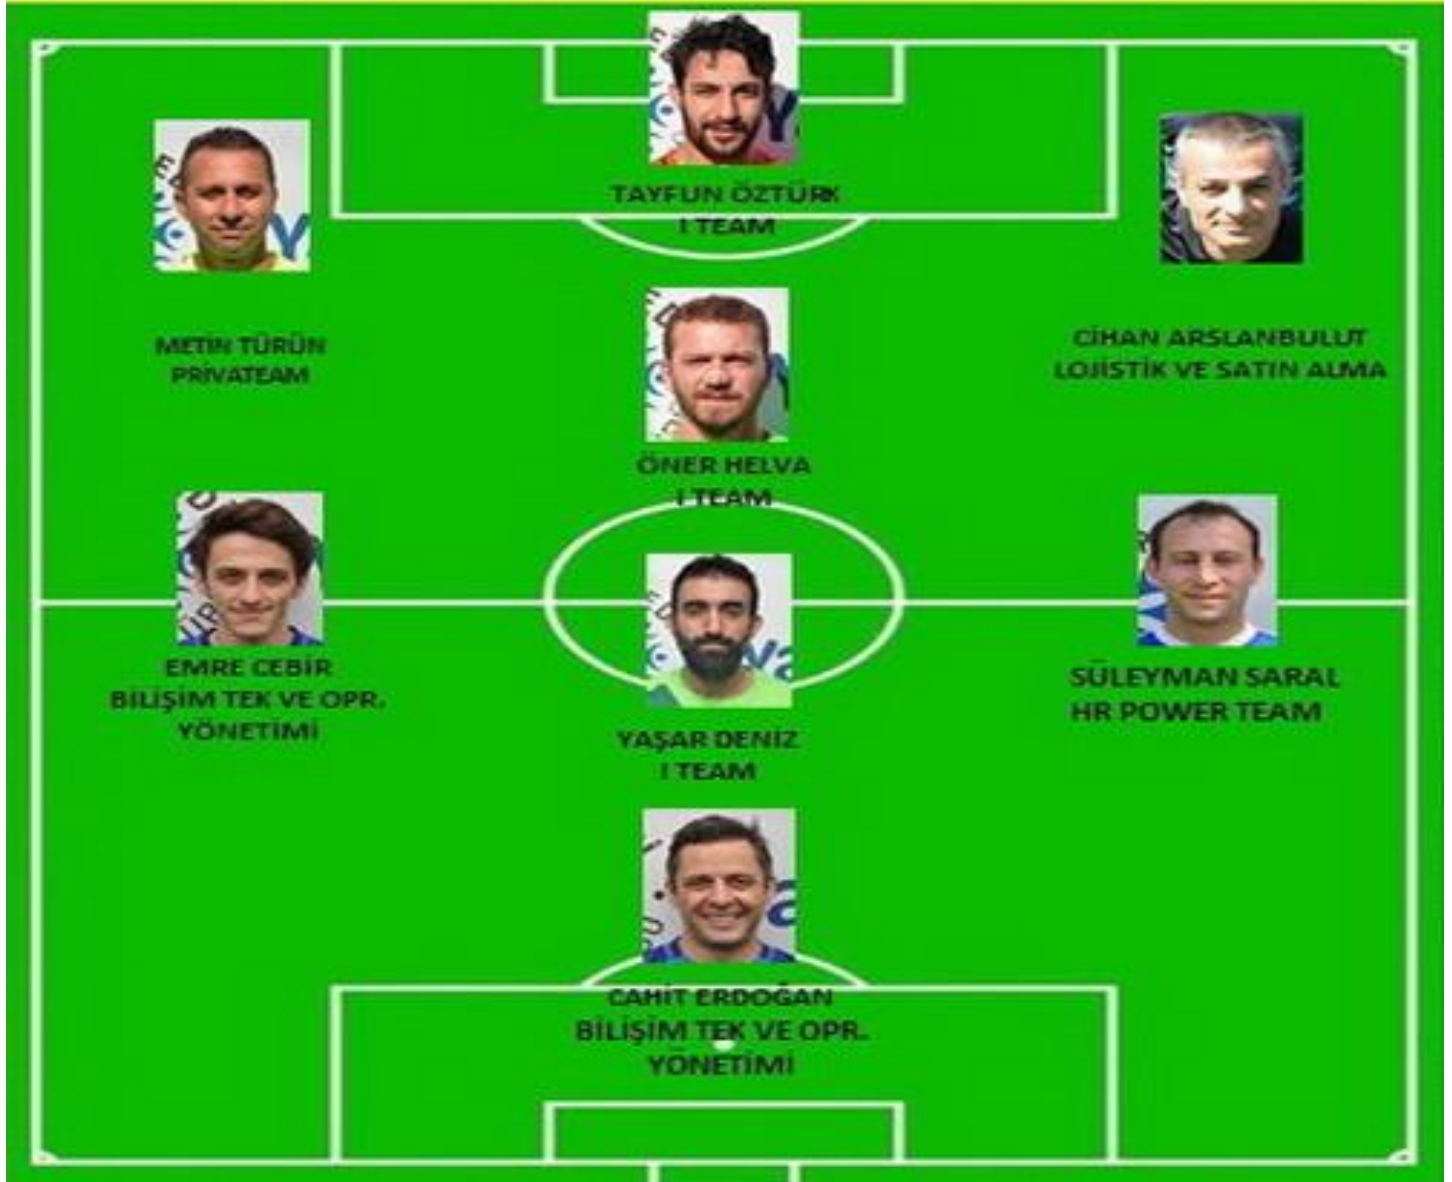 TAYFUN ÖZTÜRK
I TEAM
METİN TÜRÜN
PRİVATEAM
CİHAN ARSLANBULUT
LOJİSTİK VE SATIN ALMA
ÖNER HELVA
I TEAM
EMRE CEBİR
BİLİŞİM TEK VE OPR.
YÖNETİMİ
YAŞAR DENİZ
I TEAM
SÜLEYMAN SARAL
HR POWER TEAM
CAHİT ERDOĞAN
BİLİŞİM TEK VE OPR.
YÖNETİMİ